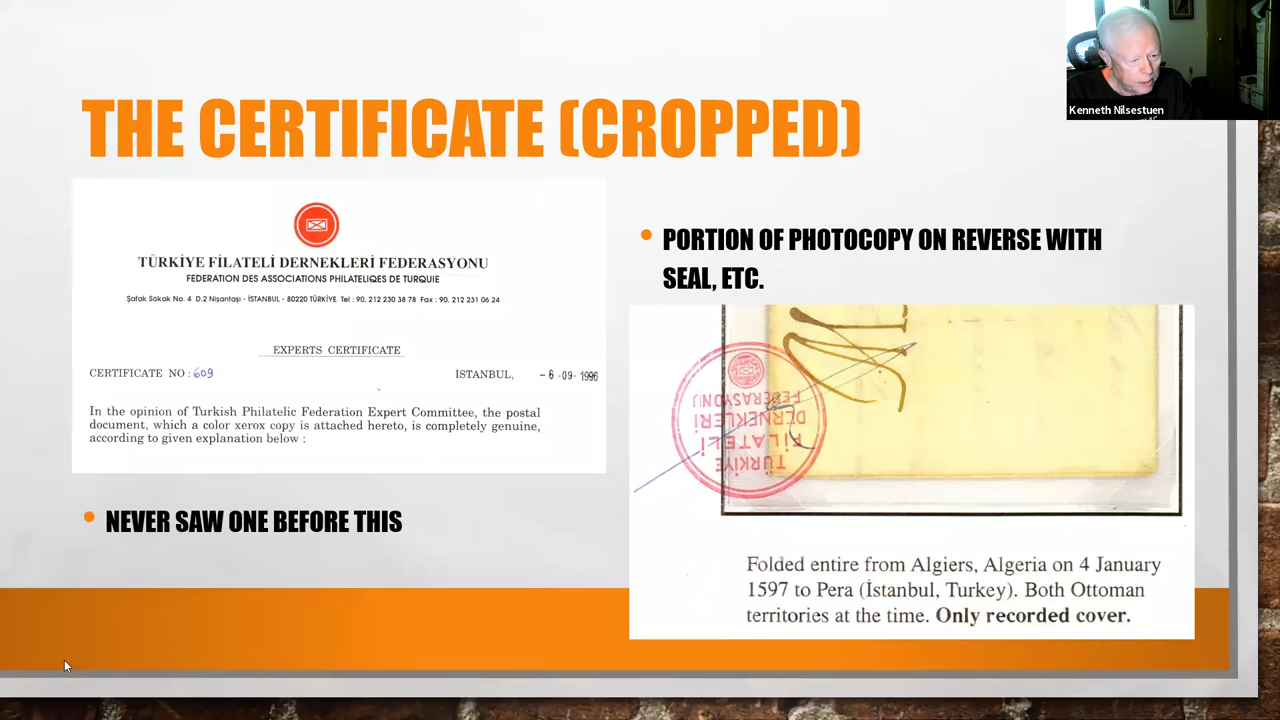 THE CERTIFICATE (CROPPED)
Kenneth Nilsestuen
TÜRKİYE FİLATELİ DERNEKLERİ FEDERASYONU
FEDERATION DES ASSOCIATIONS PHILATELIQES DE TURQUIE
Şafak Sokak No. 4 D.2 Nişantaşı - İSTANBUL - 80220 TÜRKİYE Tel : 90. 212 230 38 78 Fax : 90. 212 231 06 24
EXPERTS CERTIFICATE
CERTIFICATE NO : 609
İSTANBUL, - 6 -09- 1996
In the opinion of Turkish Philatelic Federation Expert Committee, the postal
document, which a color xerox copy is attached hereto, is completely genuine,
according to given explanation below :
NEVER SAW ONE BEFORE THIS
PORTION OF PHOTOCOPY ON REVERSE WITH
SEAL, ETC.
TÜRKİYE
FİLATELİ
DERNEKLERİ
FEDERASYONU
Folded entire from Algiers, Algeria on 4 January
1597 to Pera (İstanbul, Turkey). Both Ottoman
territories at the time. Only recorded cover.